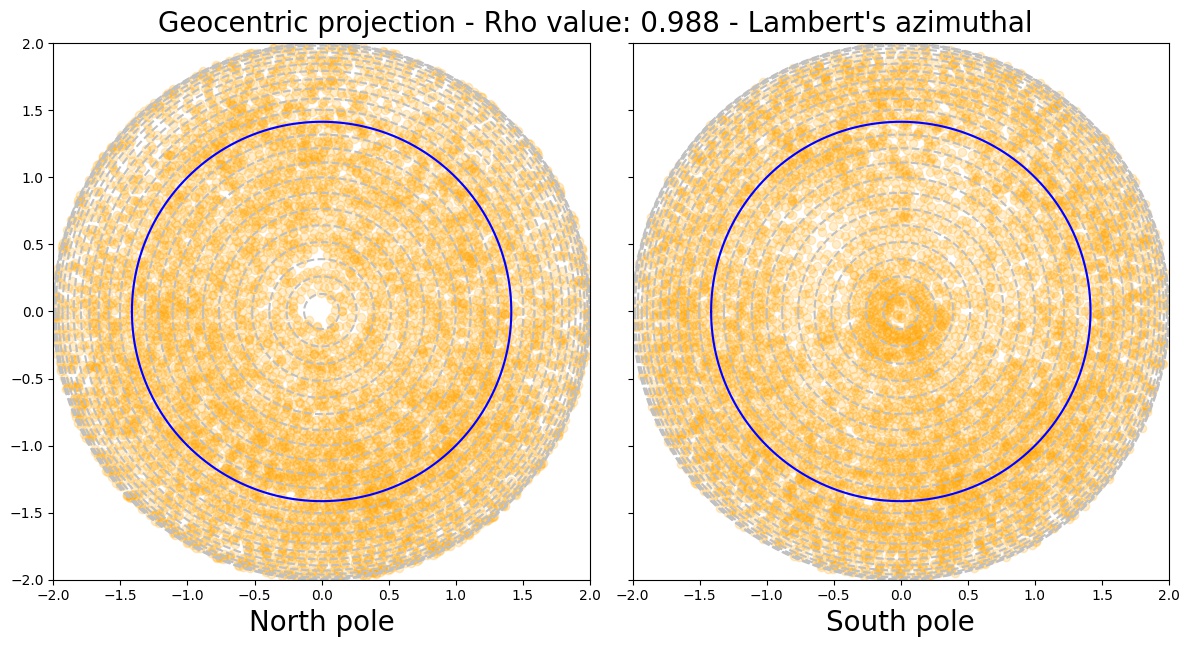 Geocentric projection - Rho value: 0.988 - Lambert's azimuthal
2.0
1.5
1.0
0.5
0.0
−0.5
−1.0
−1.5
−2.0
−2.0 −1.5 −1.0 −0.5 0.0 0.5 1.0 1.5 2.0
−2.0 −1.5 −1.0 −0.5 0.0 0.5 1.0 1.5 2.0
North pole
South pole